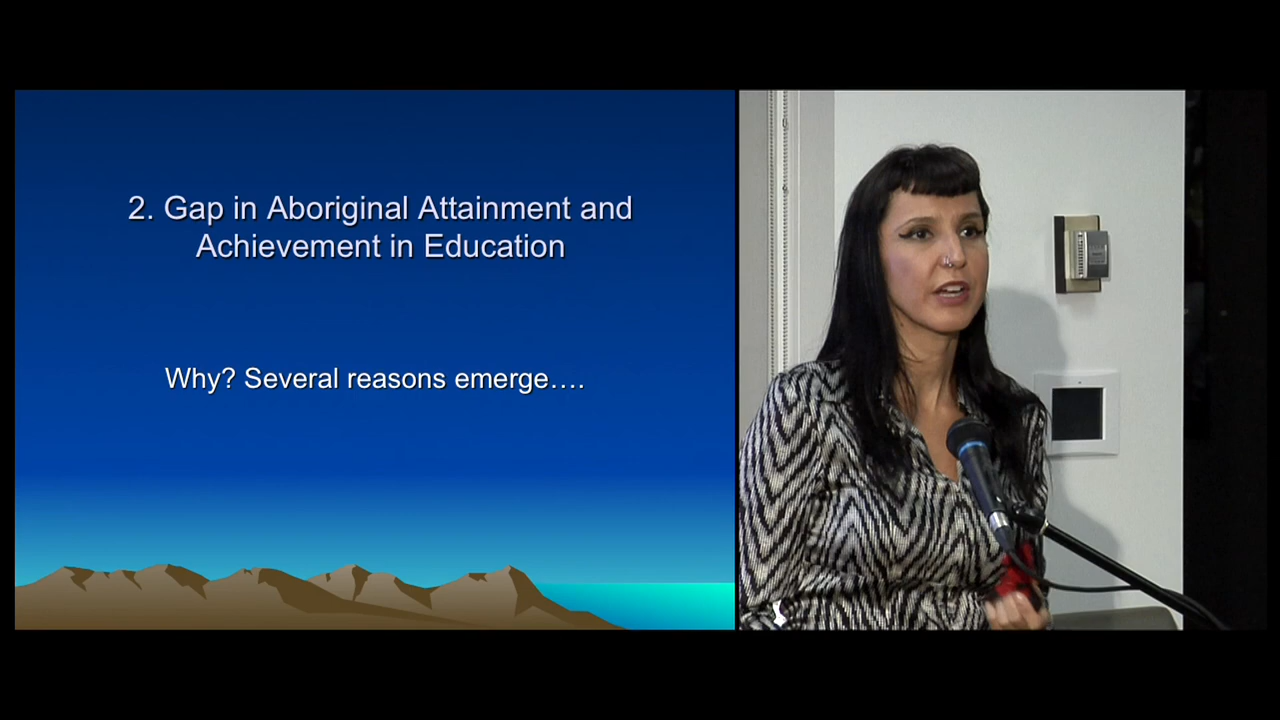 2. Gap in Aboriginal Attainment and
Achievement in Education
Why? Several reasons emerge….